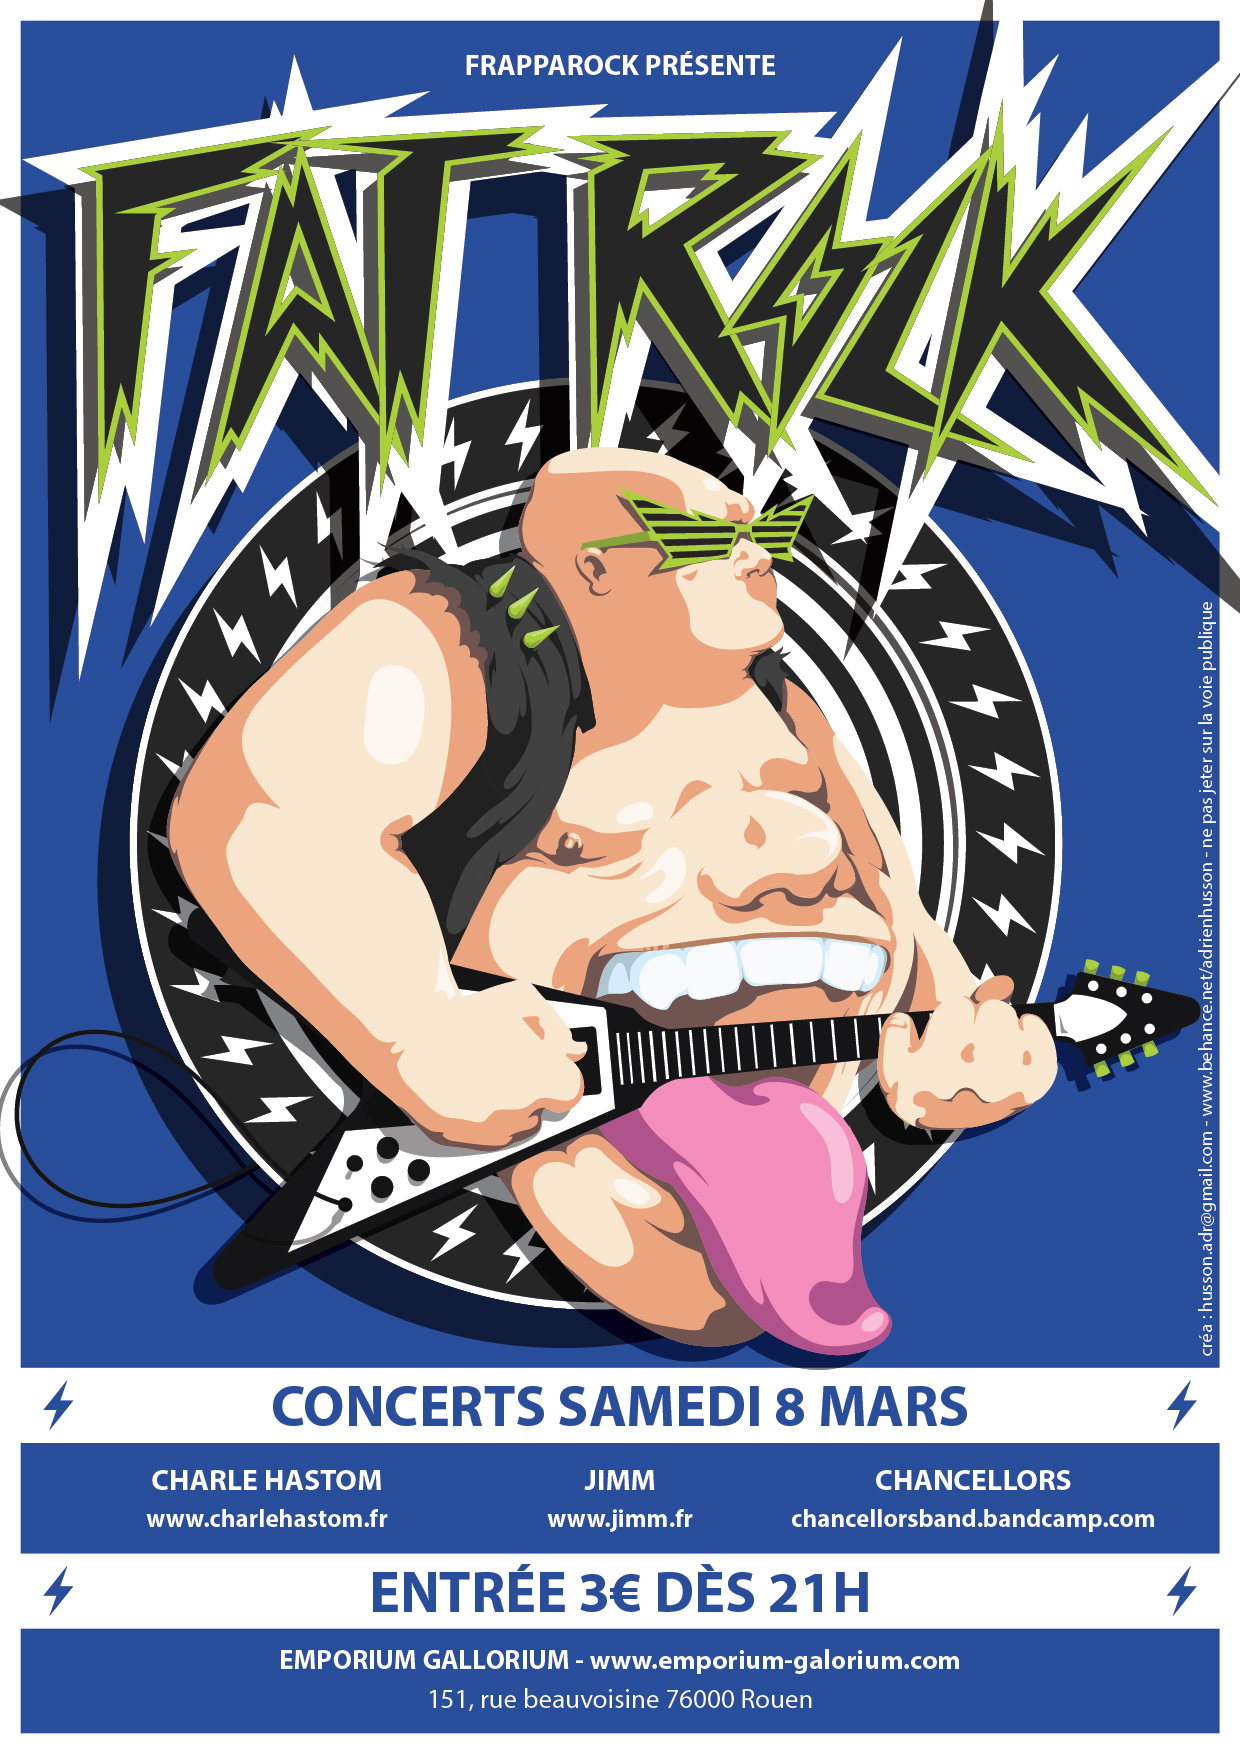 FRAPPAROCK PRÉSENTE
FAT ROCK
créa : husson.adr@gmail.com - www.behance.net/adrienhusson - ne pas jeter sur la voie publique
CONCERTS SAMEDI 8 MARS
CHARLE HASTOM JIMM CHANCELLORS
www.charlehastom.fr www.jimm.fr chancellorsband.bandcamp.com
ENTRÉE 3€ DÈS 21H
EMPORIUM GALLORIUM - www.emporium-galorium.com
151, rue beauvoisine 76000 Rouen